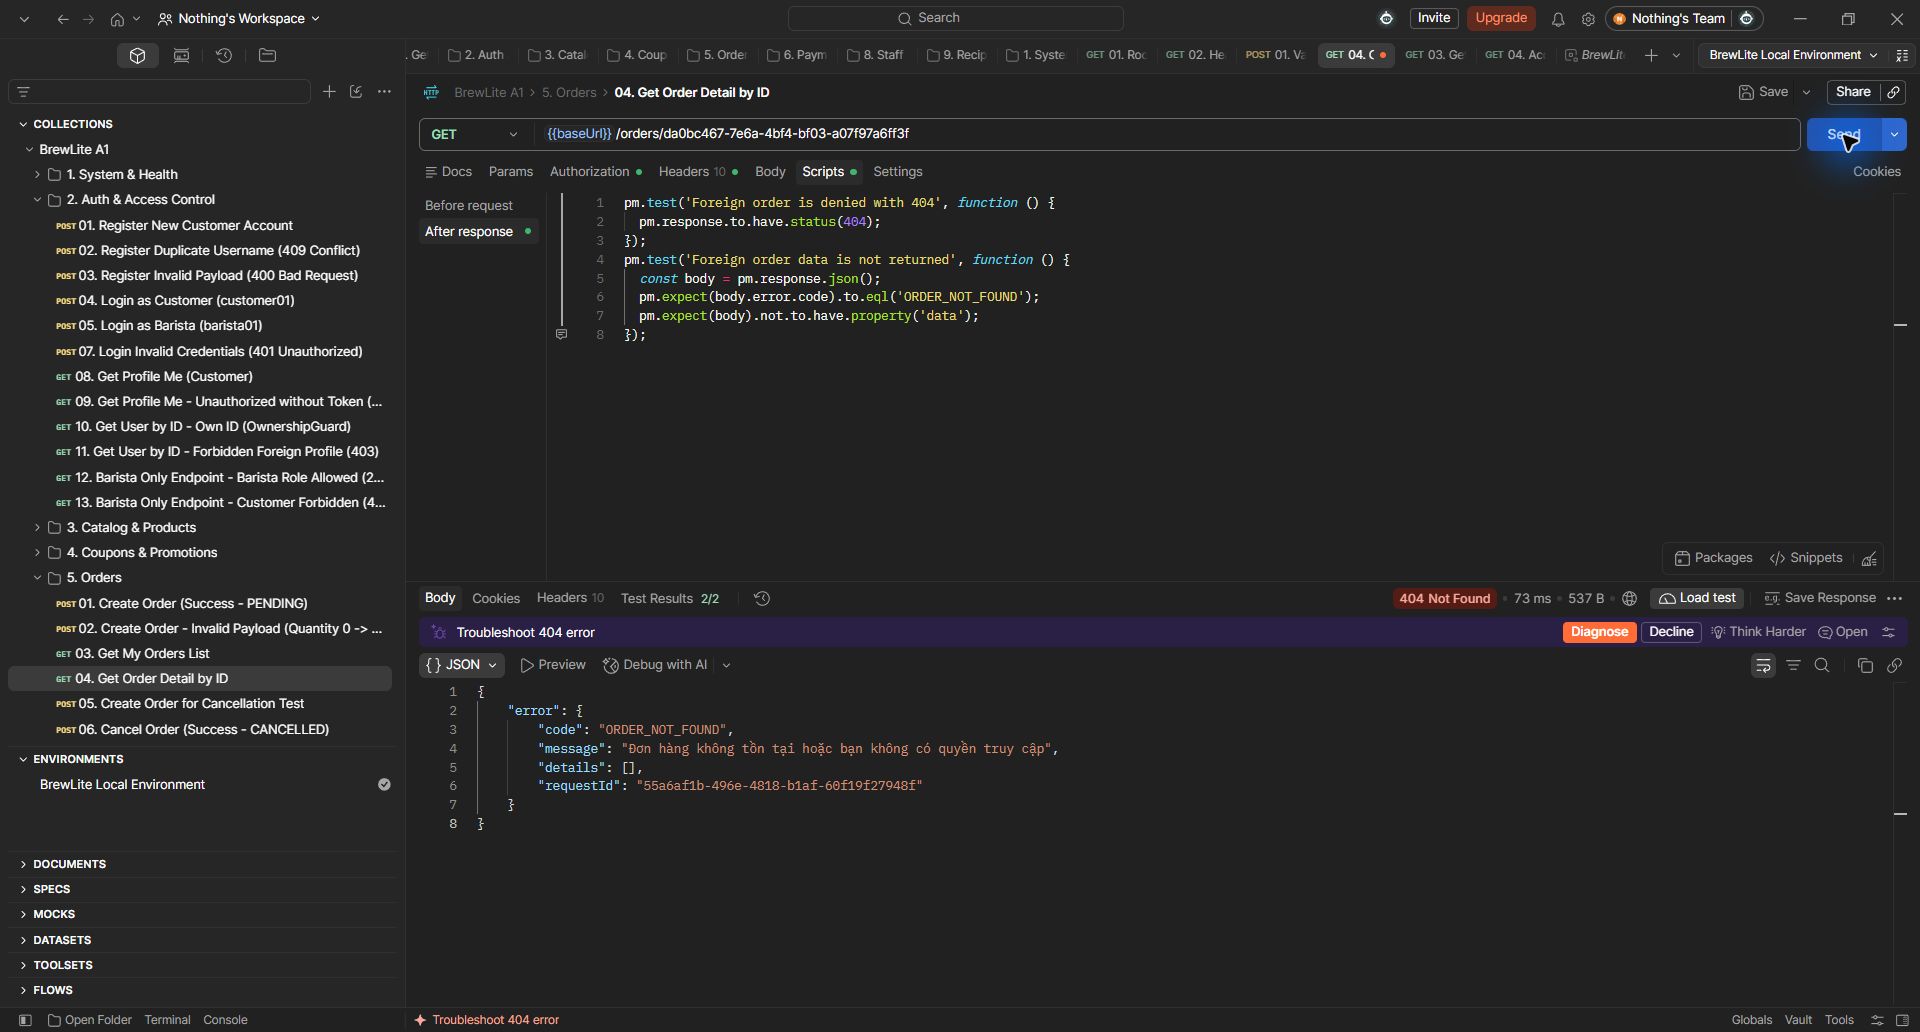 Nothing's Workspace
Search
Invite
Upgrade
Nothing's Team
2. Auth
3. Catal
4. Coup
5. Order
6. Paym
8. Staff
9. Recip
1. Syste
GET 01. Roc
GET 02. He
POST 01. Va
GET 04. C
GET 03. Ge
GET 04. Ac
BrewLit
BrewLite Local Environment
BrewLite A1 > 5. Orders > 04. Get Order Detail by ID
Save
Share
GET
{{baseUrl}} /orders/da0bc467-7e6a-4bf4-bf03-a07f97a6ff3f
Send
Docs
Params
Authorization
Headers 10
Body
Scripts
Settings
Cookies
Before request
After response
1 pm.test('Foreign order is denied with 404', function () {
2 pm.response.to.have.status(404);
3 });
4 pm.test('Foreign order data is not returned', function () {
5 const body = pm.response.json();
6 pm.expect(body.error.code).to.eql('ORDER_NOT_FOUND');
7 pm.expect(body).not.to.have.property('data');
8 });
Packages
Snippets
COLLECTIONS
BrewLite A1
1. System & Health
2. Auth & Access Control
POST 01. Register New Customer Account
POST 02. Register Duplicate Username (409 Conflict)
POST 03. Register Invalid Payload (400 Bad Request)
POST 04. Login as Customer (customer01)
POST 05. Login as Barista (barista01)
POST 07. Login Invalid Credentials (401 Unauthorized)
GET 08. Get Profile Me (Customer)
GET 09. Get Profile Me - Unauthorized without Token (...
GET 10. Get User by ID - Own ID (OwnershipGuard)
GET 11. Get User by ID - Forbidden Foreign Profile (403)
GET 12. Barista Only Endpoint - Barista Role Allowed (2...
GET 13. Barista Only Endpoint - Customer Forbidden (4...
3. Catalog & Products
4. Coupons & Promotions
5. Orders
POST 01. Create Order (Success - PENDING)
POST 02. Create Order - Invalid Payload (Quantity 0 -> ...
GET 03. Get My Orders List
GET 04. Get Order Detail by ID
POST 05. Create Order for Cancellation Test
POST 06. Cancel Order (Success - CANCELLED)
ENVIRONMENTS
BrewLite Local Environment
DOCUMENTS
SPECS
MOCKS
DATASETS
TOOLSETS
FLOWS
Body
Cookies
Headers 10
Test Results 2/2
404 Not Found
73 ms
537 B
Load test
e.g. Save Response
Troubleshoot 404 error
Diagnose
Decline
Think Harder
Open
{} JSON
Preview
Debug with AI
1 {
2 "error": {
3 "code": "ORDER_NOT_FOUND",
4 "message": "Đơn hàng không tồn tại hoặc bạn không có quyền truy cập",
5 "details": [],
6 "requestId": "55a6af1b-496e-4818-b1af-60f19f27948f"
7 }
8 }
Open Folder
Terminal
Console
Troubleshoot 404 error
Globals
Vault
Tools